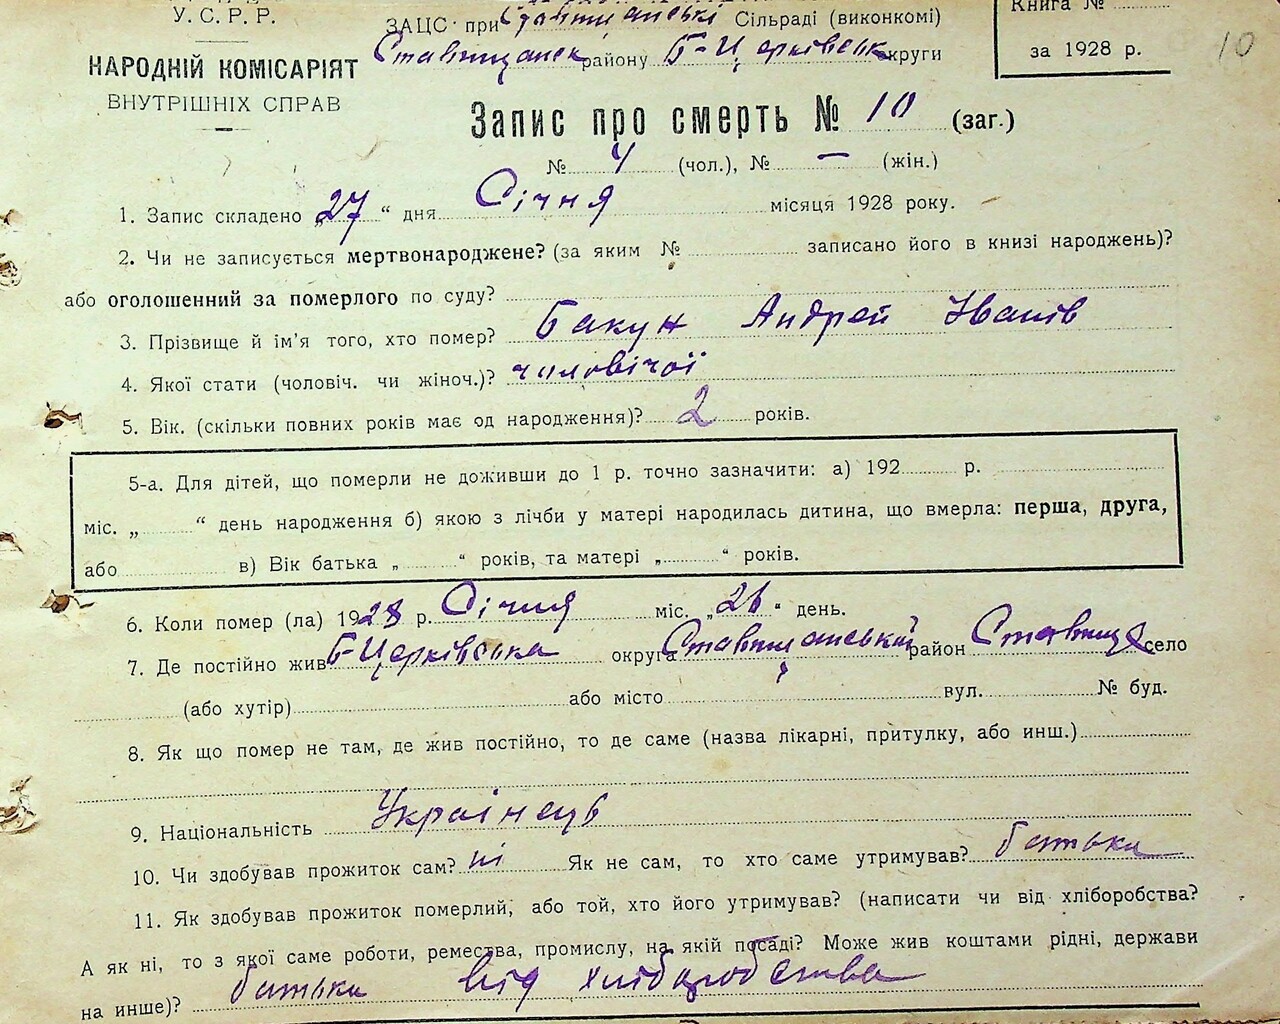 У.С.Р.Р.
НАРОДНІЙ КОМІСАРІЯТ
ВНУТРІШНІХ СПРАВ
ЗАЦС при Ставищанські Сільраді (виконкомі)
Ставищанск району Б-Церківськ округи
Книга №
за 1928 р.
10
Запис про смерть № 10 (заг.)
№ 4 (чол.), № — (жін.)
1. Запис складено „27“ дня Січня місяця 1928 року.
2. Чи не записується мертвонароджене? (за яким № записано його в книзі народжень)?
або оголошенний за померлого по суду?
3. Прізвище й ім'я того, хто помер? Бакун Андрей Іванів
4. Якої стати (чоловіч. чи жіноч.)? чоловічої
5. Вік. (скільки повних років має од народження)? 2 років.
5-а. Для дітей, що померли не доживши до 1 р. точно зазначити: а) 192 р.
міс. „ “ день народження б) якою з лічби у матері народилась дитина, що вмерла: перша, друга,
або в) Вік батька „ “ років, та матері „ “ років.
6. Коли помер (ла) 1928 р. Січня міс. „26“ день.
7. Де постійно жив Б-Церківська округа Ставищанський район Ставище село
(або хутір) або місто вул. № буд.
8. Як що помер не там, де жив постійно, то де саме (назва лікарні, притулку, або инш.)
9. Національність Українець
10. Чи здобував прожиток сам? ні Як не сам, то хто саме утримував? батьки
11. Як здобував прожиток померлий, або той, хто його утримував? (написати чи від хліборобства?
А як ні, то з якої саме роботи, ремества, промислу, на якій посаді? Може жив коштами рідні, держави
на инше)? батьки від хліборобства